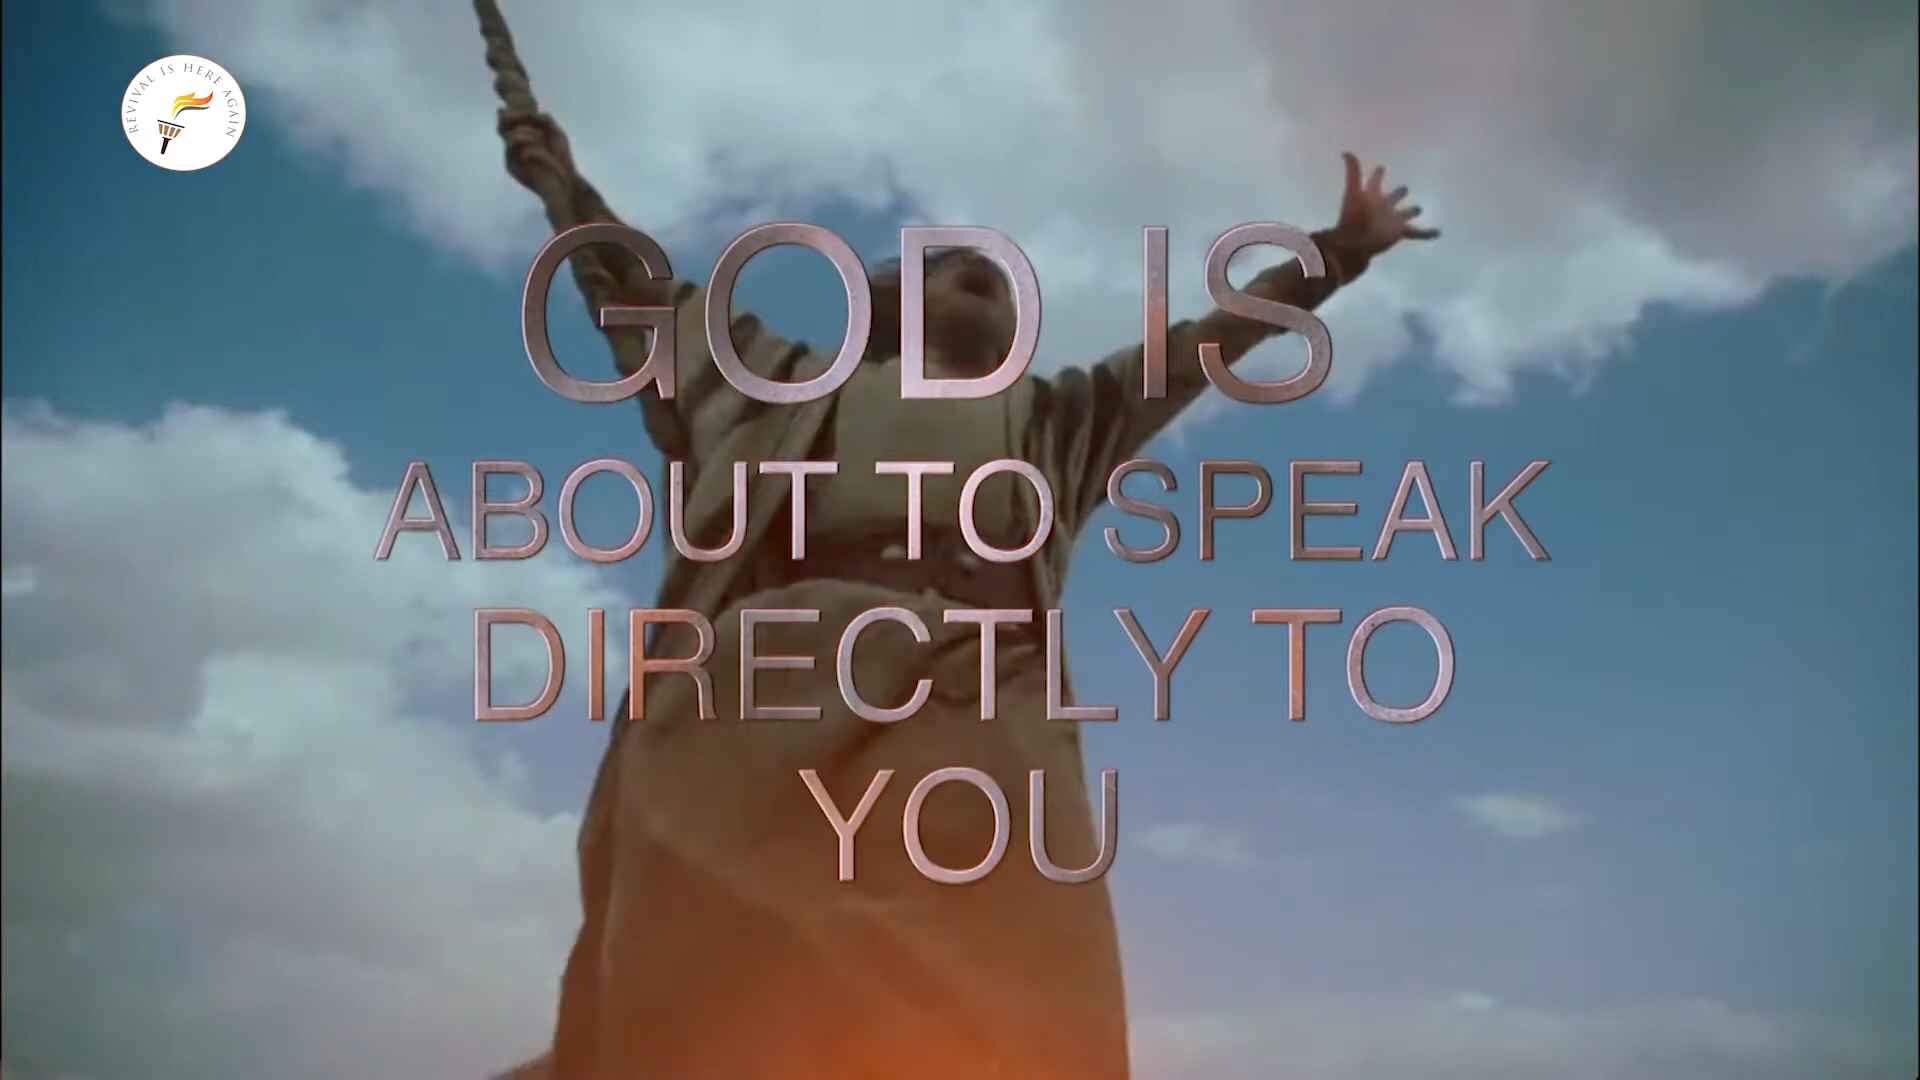 REVIVAL IS HERE AGAIN
GOD IS
ABOUT TO SPEAK
DIRECTLY TO
YOU